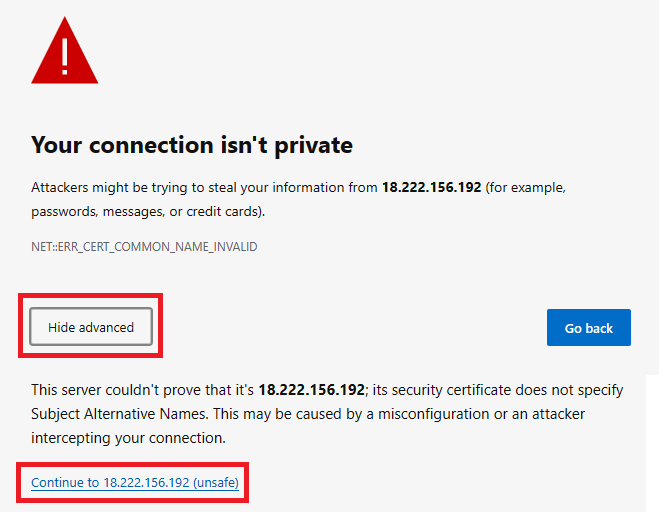 Your connection isn't private
Attackers might be trying to steal your information from 18.222.156.192 (for example,
passwords, messages, or credit cards).
NET::ERR_CERT_COMMON_NAME_INVALID
Hide advanced
Go back
This server couldn't prove that it's 18.222.156.192; its security certificate does not specify
Subject Alternative Names. This may be caused by a misconfiguration or an attacker
intercepting your connection.
Continue to 18.222.156.192 (unsafe)